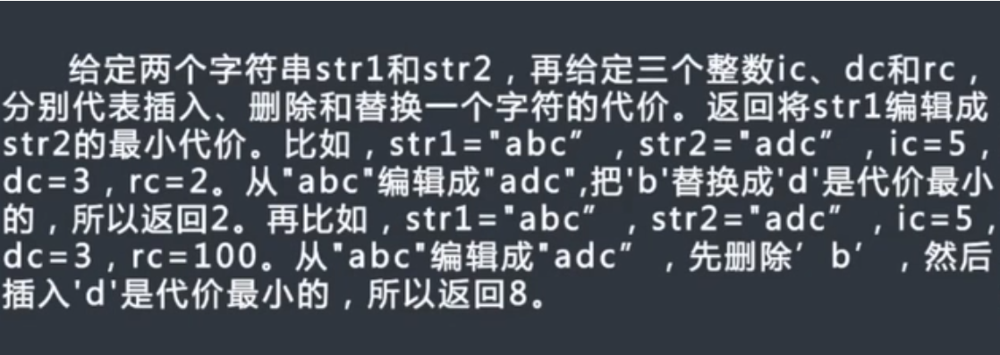 给定两个字符串str1和str2，再给定三个整数ic、dc和rc，
分别代表插入、删除和替换一个字符的代价。返回将str1编辑成
str2的最小代价。比如，str1="abc”，str2="adc”，ic=5，
dc=3，rc=2。从"abc"编辑成"adc",把'b'替换成'd'是代价最小
的，所以返回2。再比如，str1="abc”，str2="adc”，ic=5，
dc=3，rc=100。从"abc"编辑成"adc”，先删除’b’，然后
插入'd'是代价最小的，所以返回8。